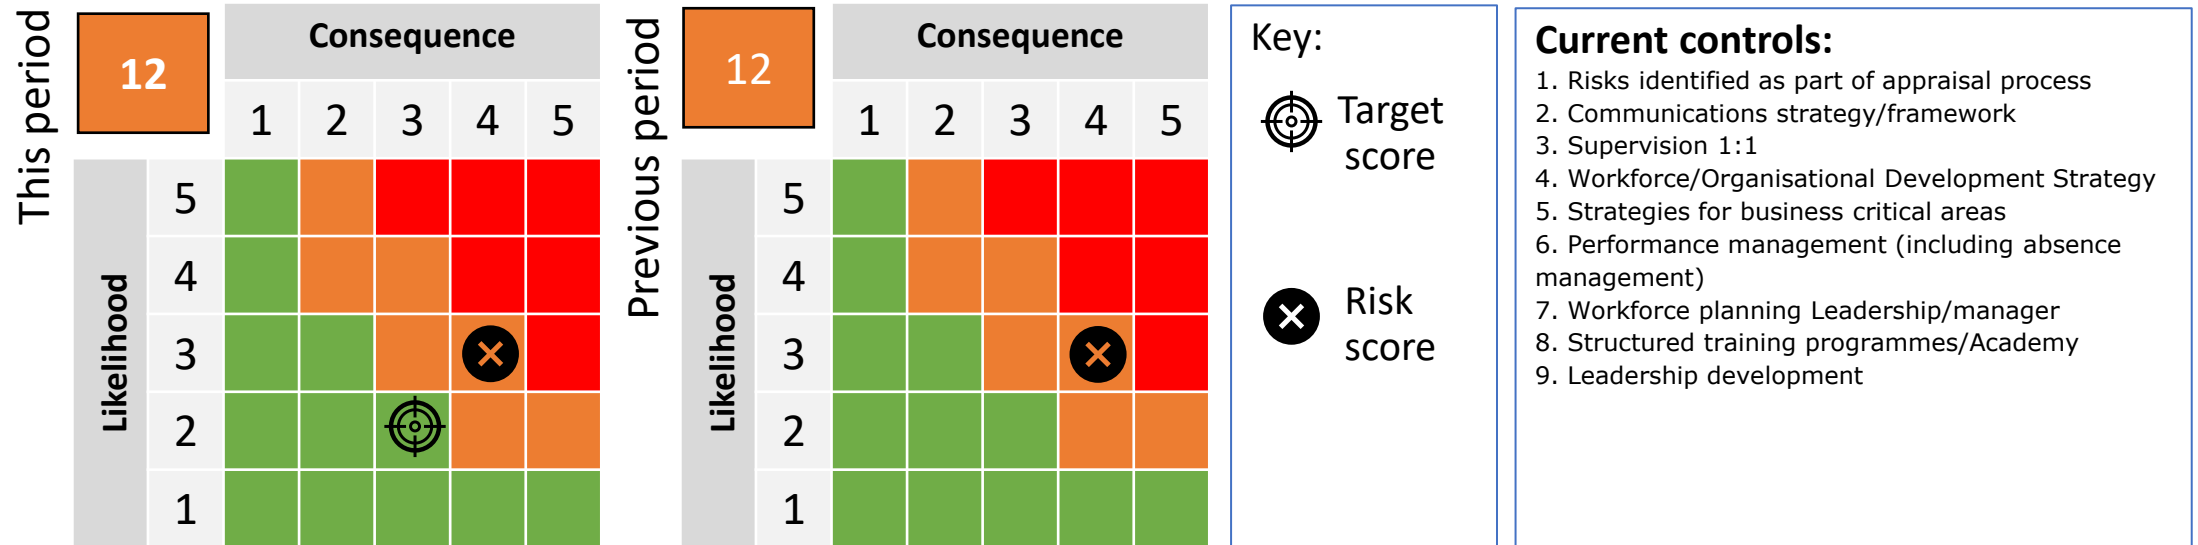 This period
12
Consequence
1 2 3 4 5
Likelihood
5
4
3
2
1
Previous period
12
Consequence
1 2 3 4 5
Likelihood
5
4
3
2
1
Key:
Target
score
Risk
score
Current controls:
1. Risks identified as part of appraisal process
2. Communications strategy/framework
3. Supervision 1:1
4. Workforce/Organisational Development Strategy
5. Strategies for business critical areas
6. Performance management (including absence
management)
7. Workforce planning Leadership/manager
8. Structured training programmes/Academy
9. Leadership development